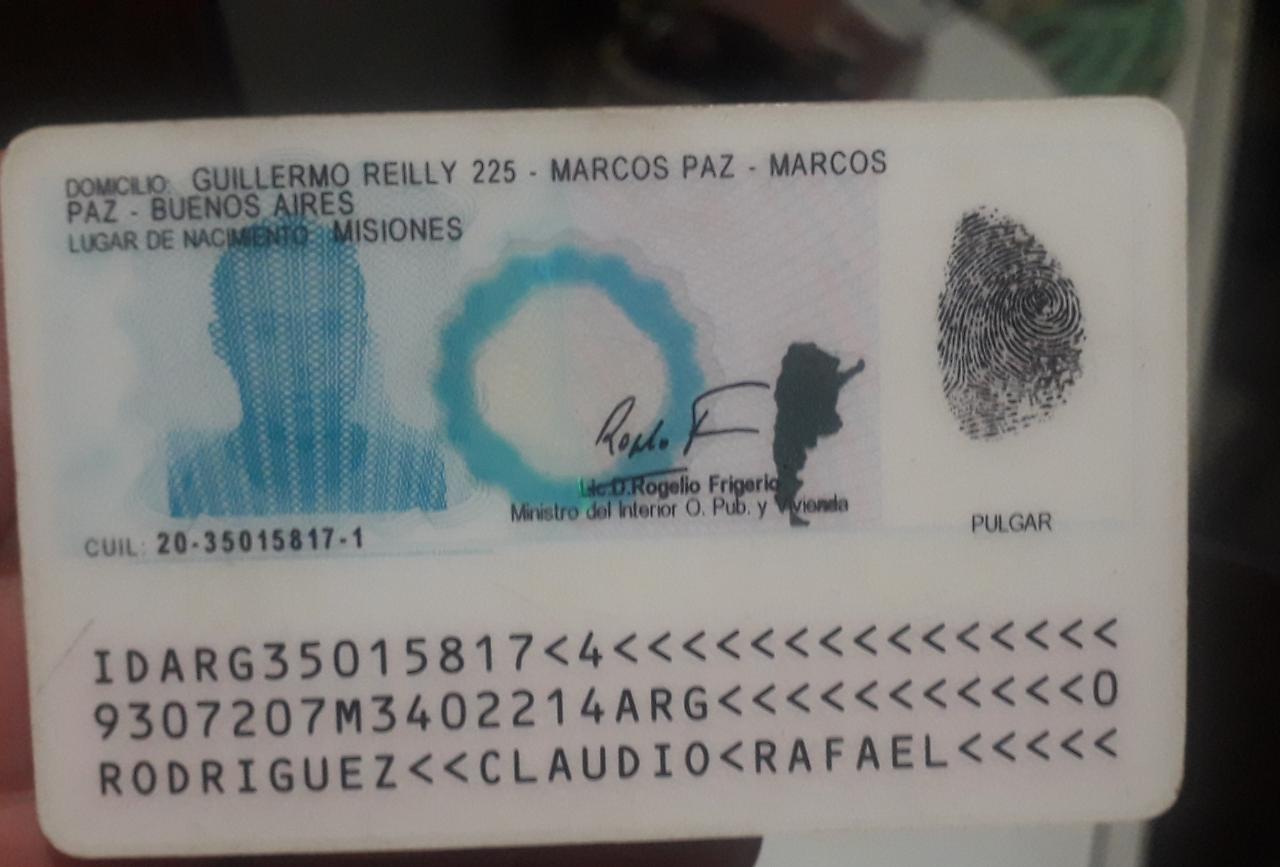 DOMICILIO: GUILLERMO REILLY 225 - MARCOS PAZ - MARCOS
PAZ - BUENOS AIRES
LUGAR DE NACIMIENTO: MISIONES
Lic.D.Rogelio Frigerio
Ministro del Interior O. Pub. y Vivienda
PULGAR
CUIL: 20-35015817-1
IDARG35015817<4<<<<<<<<<<<<<<<
9307207M3402214ARG<<<<<<<<<<<0
RODRIGUEZ<<CLAUDIO<RAFAEL<<<<<